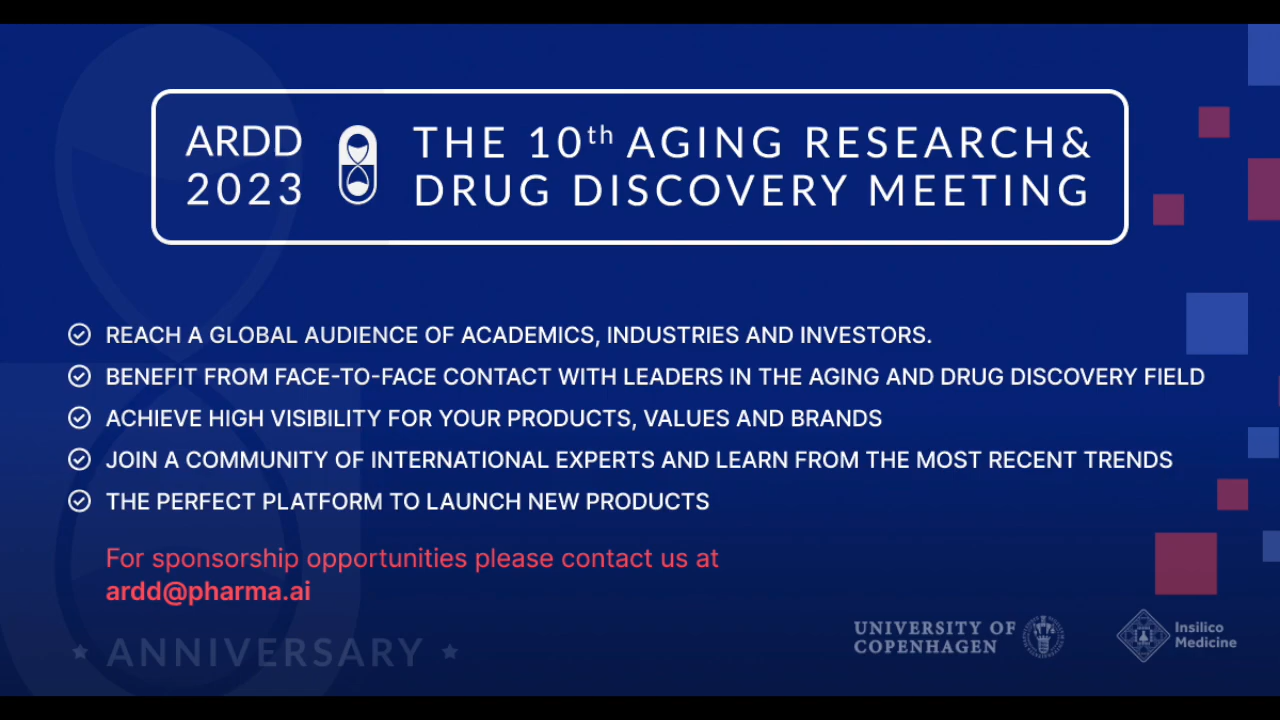 ARDD
2023
THE 10th AGING RESEARCH&
DRUG DISCOVERY MEETING
REACH A GLOBAL AUDIENCE OF ACADEMICS, INDUSTRIES AND INVESTORS.
BENEFIT FROM FACE-TO-FACE CONTACT WITH LEADERS IN THE AGING AND DRUG DISCOVERY FIELD
ACHIEVE HIGH VISIBILITY FOR YOUR PRODUCTS, VALUES AND BRANDS
JOIN A COMMUNITY OF INTERNATIONAL EXPERTS AND LEARN FROM THE MOST RECENT TRENDS
THE PERFECT PLATFORM TO LAUNCH NEW PRODUCTS
For sponsorship opportunities please contact us at
ardd@pharma.ai
ANNIVERSARY
UNIVERSITY OF
COPENHAGEN
Insilico
Medicine